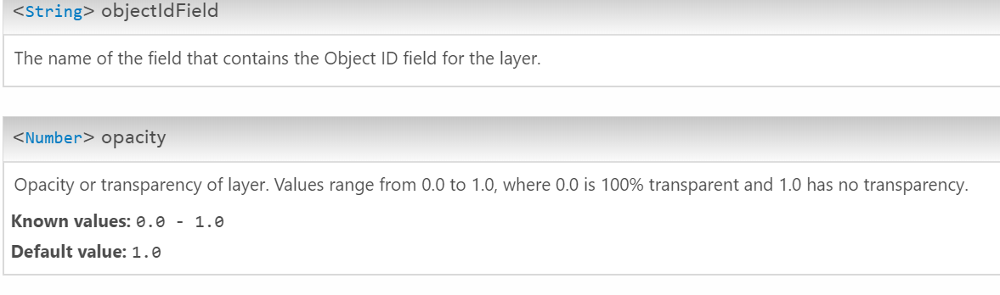 <String> objectIdField
The name of the field that contains the Object ID field for the layer.
<Number> opacity
Opacity or transparency of layer. Values range from 0.0 to 1.0, where 0.0 is 100% transparent and 1.0 has no transparency.
Known values: 0.0 - 1.0
Default value: 1.0